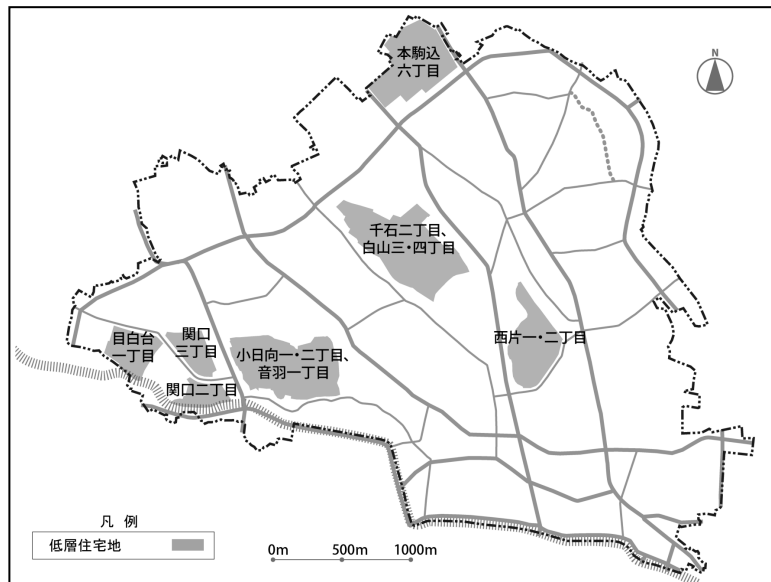 本駒込
六丁目
N
千石二丁目、
白山三・四丁目
西片一・二丁目
目白台
一丁目
関口
三丁目
小日向一・二丁目、
音羽一丁目
関口二丁目
凡 例
低層住宅地
0m 500m 1000m